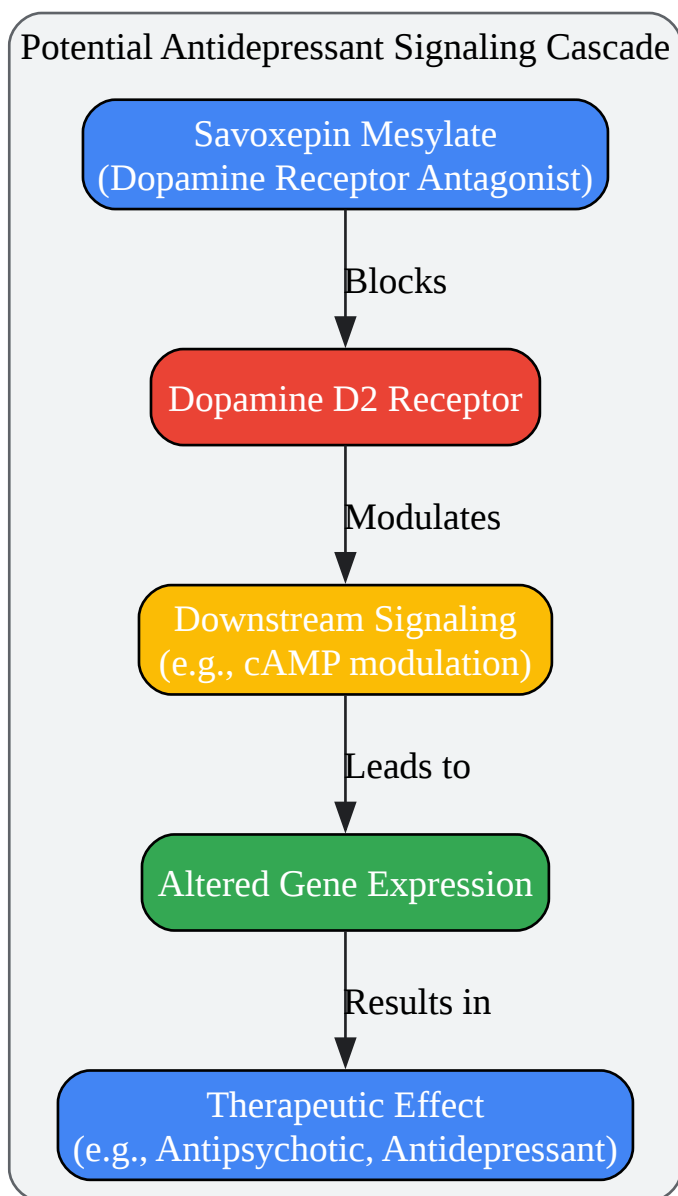 Potential Antidepressant Signaling Cascade
Savoxepin Mesylate
(Dopamine Receptor Antagonist)
Blocks
Dopamine D2 Receptor
Modulates
Downstream Signaling
(e.g., cAMP modulation)
Leads to
Altered Gene Expression
Results in
Therapeutic Effect
(e.g., Antipsychotic, Antidepressant)